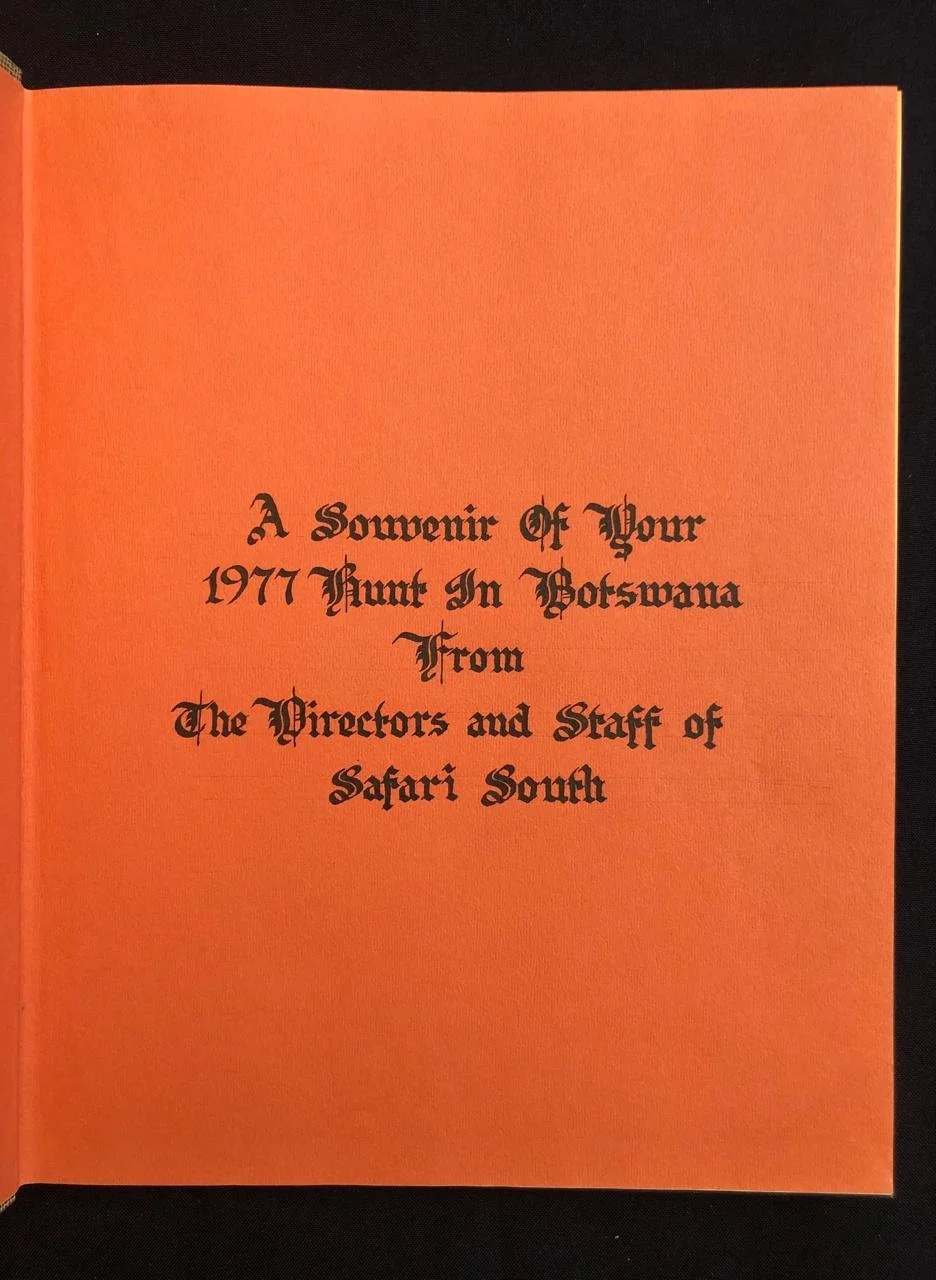 A Souvenir Of Your
1977 Hunt In Botswana
From
The Directors and Staff of
Safari South